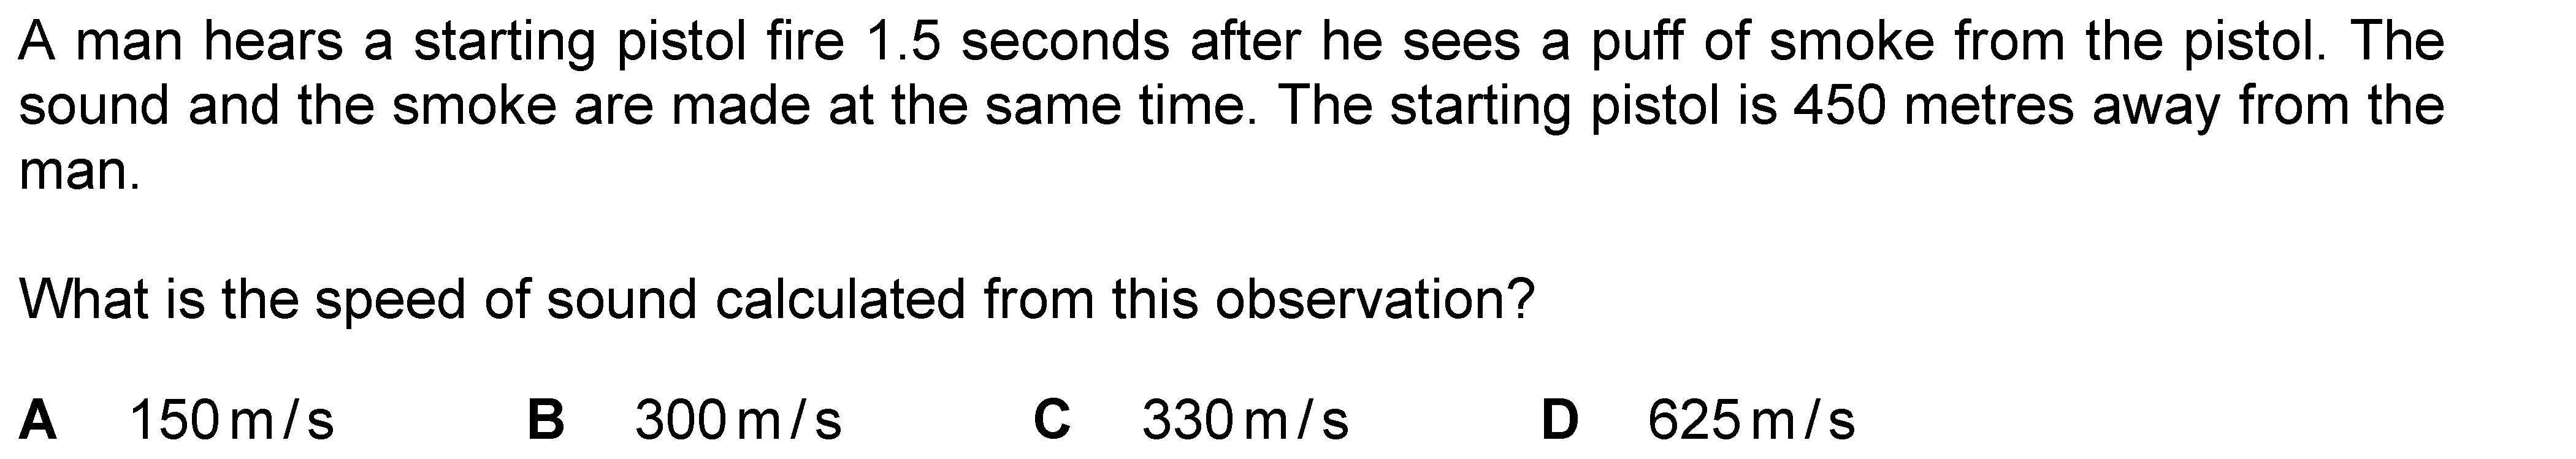 A man hears a starting pistol fire 1.5 seconds after he sees a puff of smoke from the pistol. The
sound and the smoke are made at the same time. The starting pistol is 450 metres away from the
man.
What is the speed of sound calculated from this observation?
A 150 m / s B 300 m / s C 330 m / s D 625 m / s